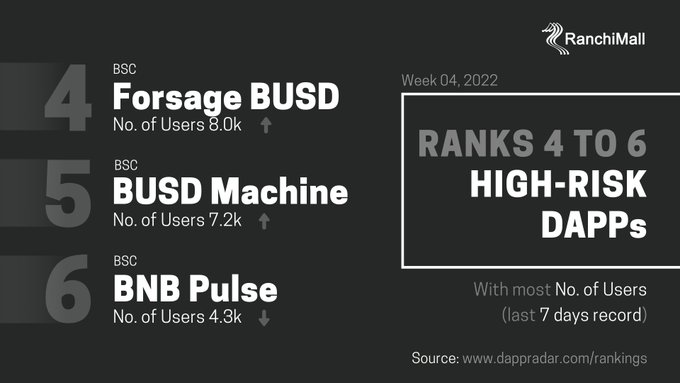 RanchiMall
4
BSC
Forsage BUSD
No. of Users 8.0k
5
BSC
BUSD Machine
No. of Users 7.2k
6
BSC
BNB Pulse
No. of Users 4.3k
Week 04, 2022
RANKS 4 TO 6
HIGH-RISK
DAPPs
With most No. of Users
(last 7 days record)
Source: www.dappradar.com/rankings